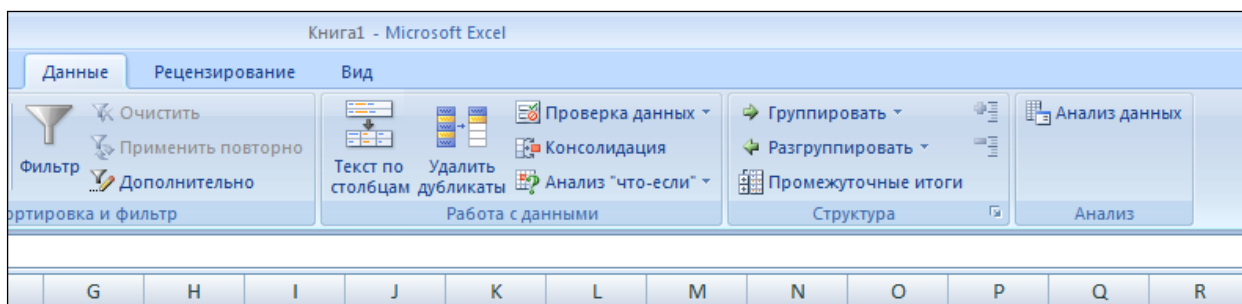 Книга1 - Microsoft Excel
Данные Рецензирование Вид
Очистить
Применить повторно
Дополнительно
Фильтр
ортировка и фильтр
Текст по столбцам
Удалить дубликаты
Проверка данных
Консолидация
Анализ "что-если"
Работа с данными
Группировать
Разгруппировать
Промежуточные итоги
Структура
Анализ данных
Анализ
G H I J K L M N O P Q R